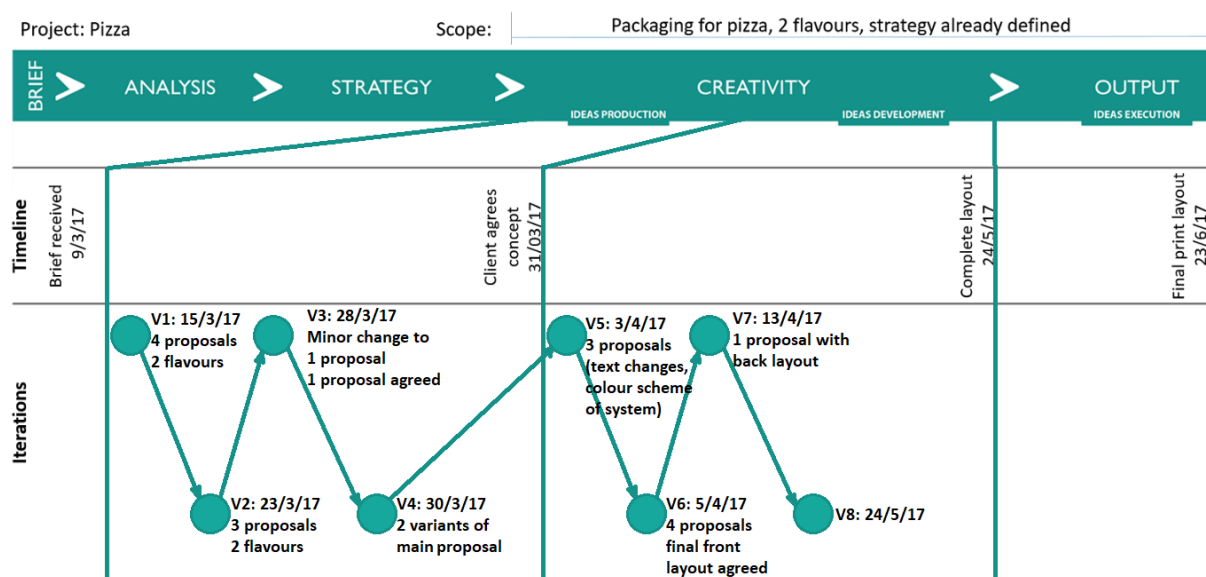 Project: Pizza
Scope:
Packaging for pizza, 2 flavours, strategy already defined
BRIEF
ANALYSIS
STRATEGY
CREATIVITY
OUTPUT
IDEAS PRODUCTION
IDEAS DEVELOPMENT
IDEAS EXECUTION
Timeline
Brief received
9/3/17
Client agrees
concept
31/03/17
Complete layout
24/5/17
Final print layout
23/6/17
Iterations
V1: 15/3/17
4 proposals
2 flavours
V2: 23/3/17
3 proposals
2 flavours
V3: 28/3/17
Minor change to
1 proposal
1 proposal agreed
V4: 30/3/17
2 variants of
main proposal
V5: 3/4/17
3 proposals
(text changes,
colour scheme
of system)
V6: 5/4/17
4 proposals
final front
layout agreed
V7: 13/4/17
1 proposal with
back layout
V8: 24/5/17